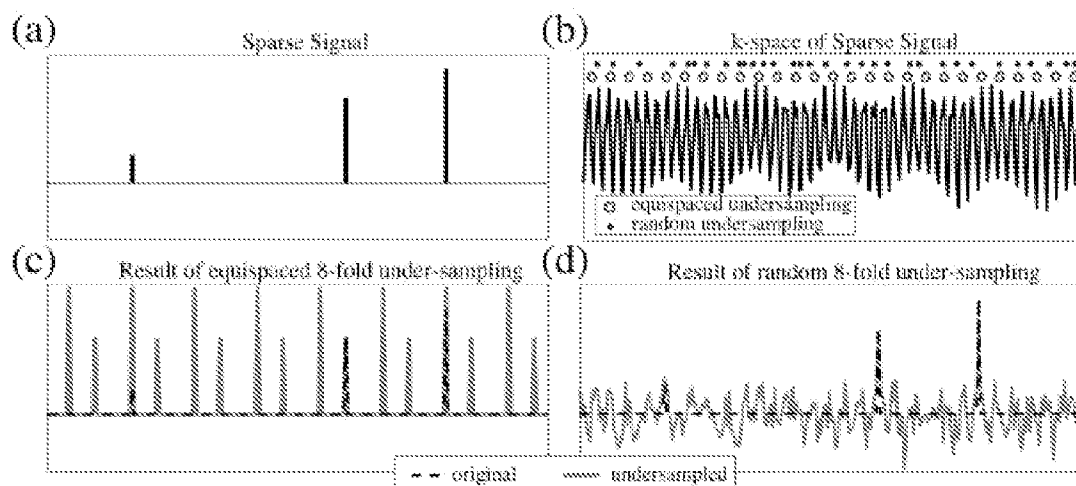 (a)
Sparse Signal
(b)
k-space of Sparse Signal
equispaced undersampling
random undersampling
(c)
Result of equispaced 8-fold under-sampling
(d)
Result of random 8-fold under-sampling
original
undersampled